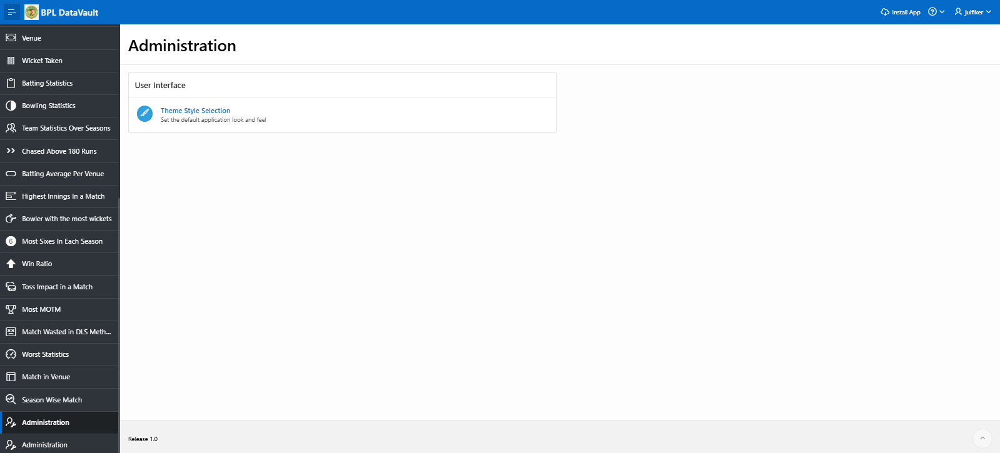 BPL DataVault
Install App
julfiker
Venue
Wicket Taken
Batting Statistics
Bowling Statistics
Team Statistics Over Seasons
Chased Above 180 Runs
Batting Average Per Venue
Highest Innings In a Match
Bowler with the most wickets
6 Most Sixes In Each Season
Win Ratio
Toss Impact in a Match
Most MOTM
Match Wasted in DLS Meth...
Worst Statistics
Match in Venue
Season Wise Match
Administration
Administration
Administration
User Interface
Theme Style Selection
Set the default application look and feel
Release 1.0